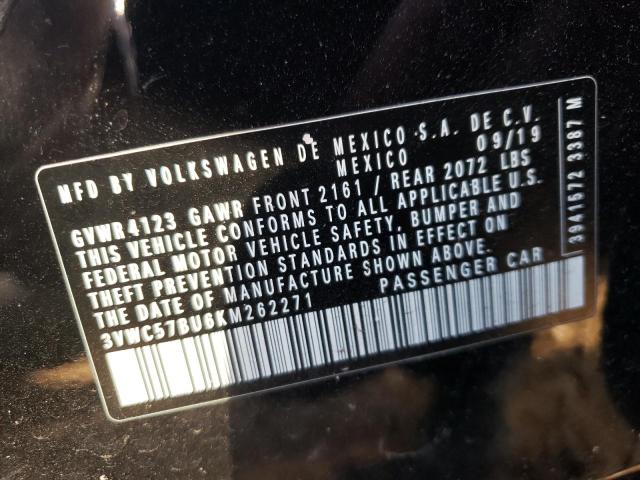 MFD BY VOLKSWAGEN DE MEXICO S.A. DE C.V.
MEXICO 09/19
GVWR4123 GAWR FRONT 2161 / REAR 2072 LBS
THIS VEHICLE CONFORMS TO ALL APPLICABLE U.S.
FEDERAL MOTOR VEHICLE SAFETY, BUMPER AND
THEFT PREVENTION STANDARDS IN EFFECT ON
THE DATE OF MANUFACTURE SHOWN ABOVE.
3VWC57BU6KM262271 PASSENGER CAR
3941572 3387 M